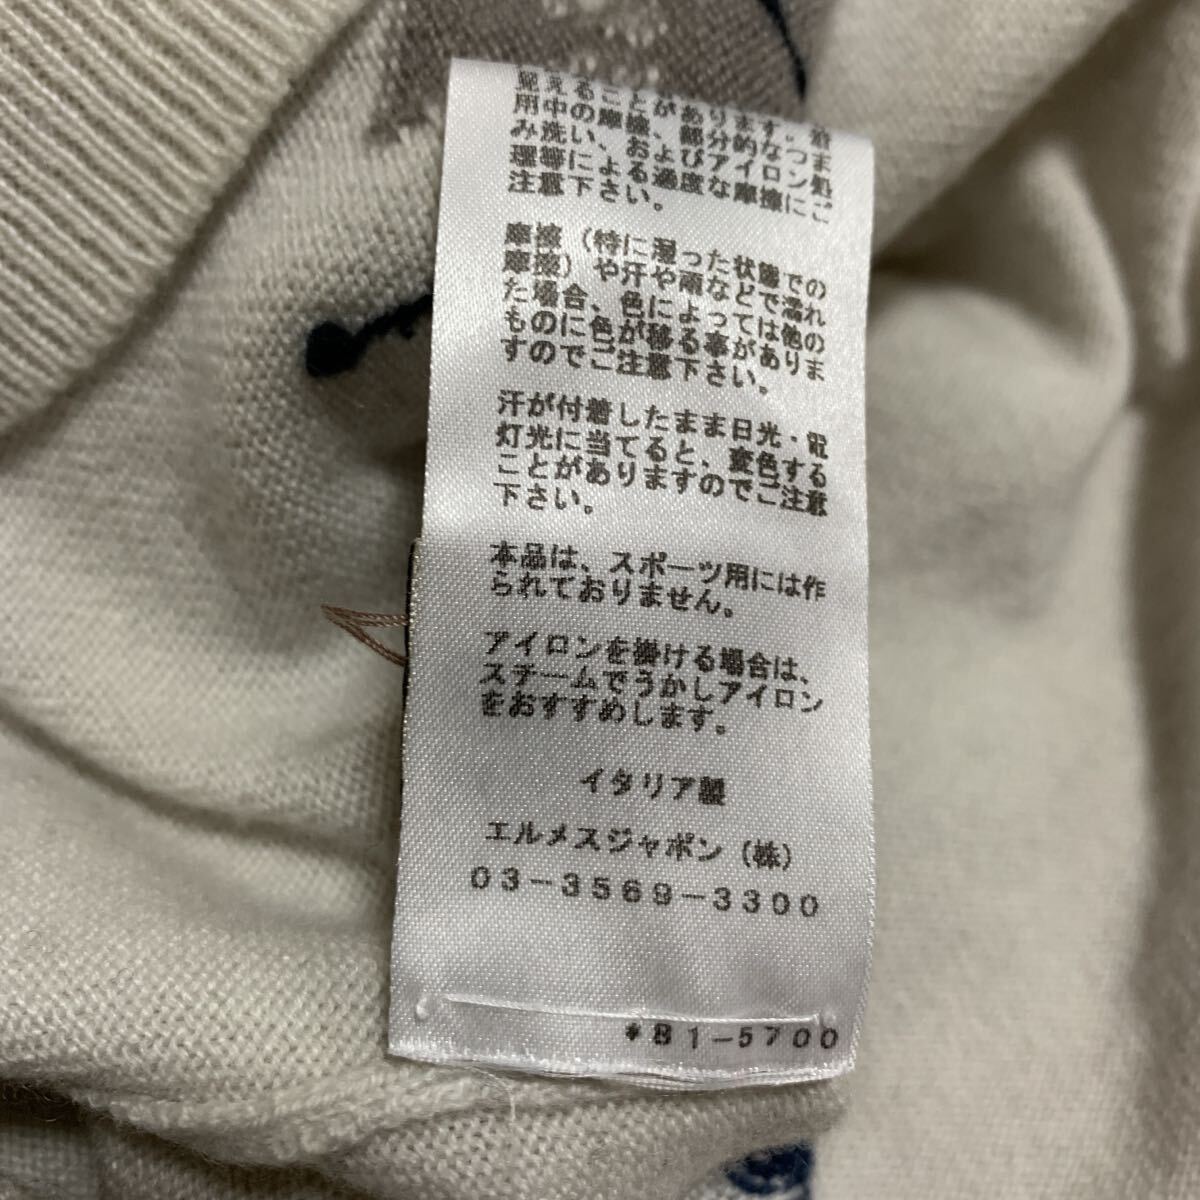 見えることがあります。着
用中の摩擦、部分的なつま
み洗い、およびアイロン処
理等による過度な摩擦にご
注意下さい。
摩擦（特に湿った状態での
摩擦）や汗や雨などで濡れ
た場合、色によっては他の
ものに色が移る事がありま
すのでご注意下さい。
汗が付着したまま日光・電
灯光に当てると、変色する
ことがありますのでご注意
下さい。
本品は、スポーツ用には作
られておりません。
アイロンを掛ける場合は、
スチームでうかしアイロン
をおすすめします。
イタリア製
エルメスジャポン（株）
03-3569-3300
*B1-5700